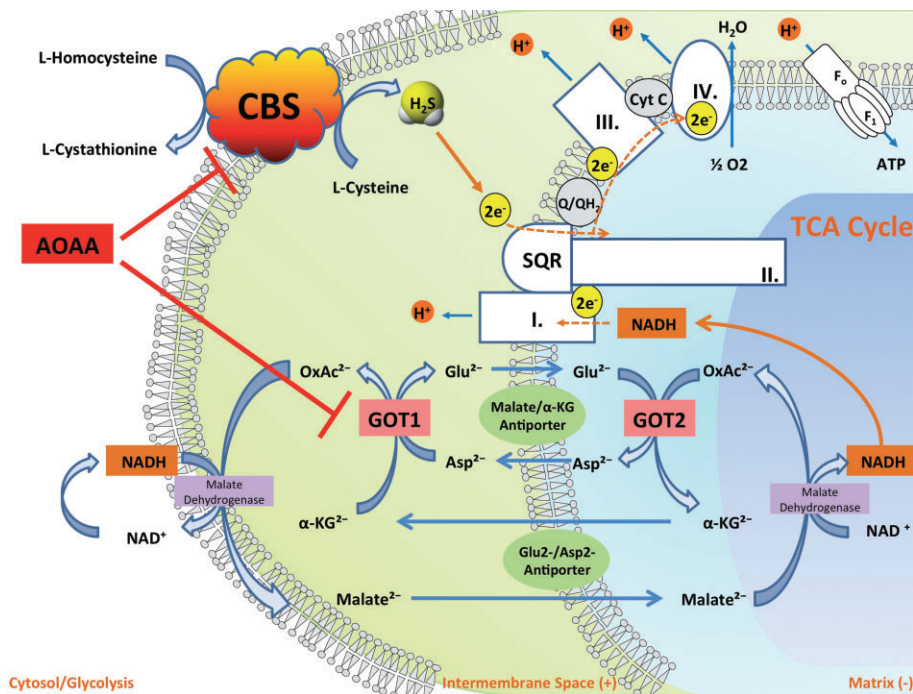 L-Homocysteine
CBS
L-Cystathionine
H₂S
L-Cysteine
AOAA
H⁺
H⁺
H₂O
H⁺
Cyt C
IV.
III.
2e⁻
2e⁻
½ O2
Fₒ
F₁
ATP
2e⁻
Q/QH₂
SQR
II.
TCA Cycle
2e⁻
H⁺
I.
NADH
OxAc²⁻
Glu²⁻
Glu²⁻
OxAc²⁻
Malate/α-KG
Antiporter
GOT1
GOT2
NADH
Asp²⁻
Asp²⁻
NADH
Malate
Dehydrogenase
Malate
Dehydrogenase
NAD⁺
α-KG²⁻
α-KG²⁻
NAD ⁺
Glu2-/Asp2-
Antiporter
Malate²⁻
Malate²⁻
Cytosol/Glycolysis
Intermembrane Space (+)
Matrix (-)